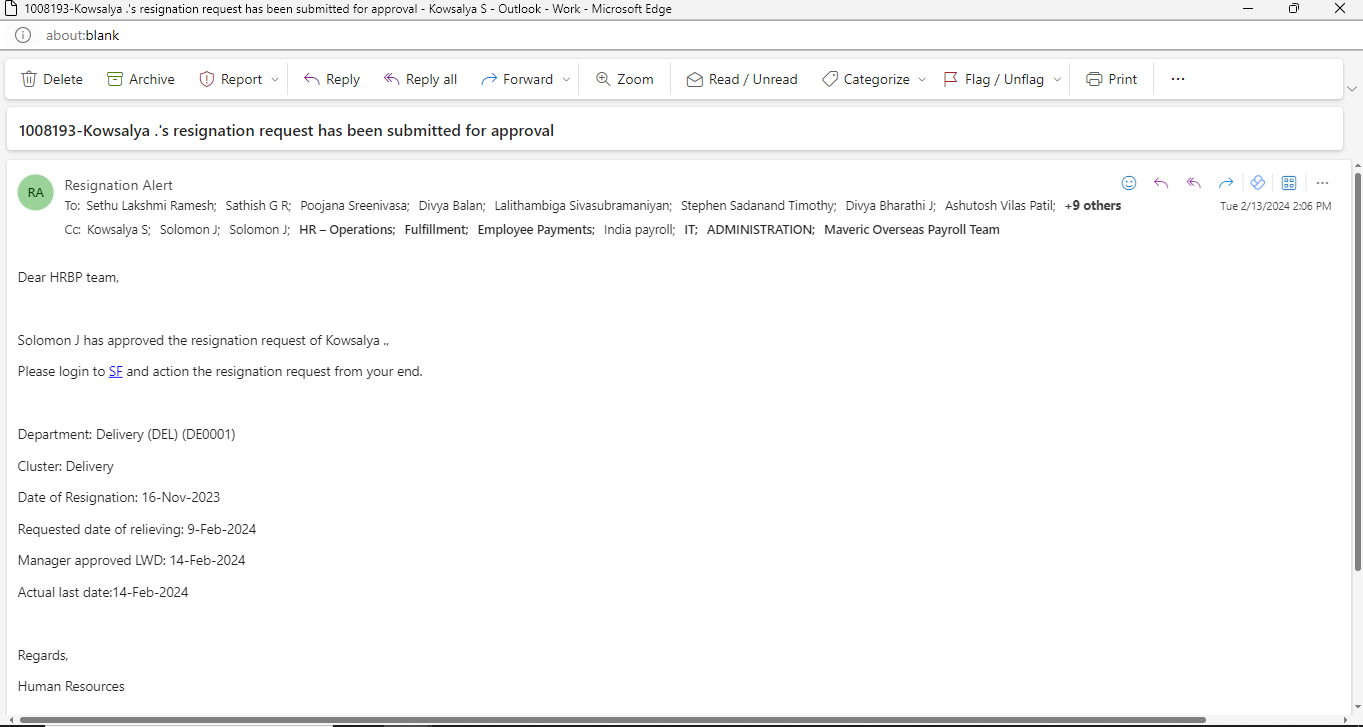 1008193-Kowsalya .'s resignation request has been submitted for approval - Kowsalya S - Outlook - Work - Microsoft Edge
about:blank
Delete Archive Report Reply Reply all Forward Zoom Read / Unread Categorize Flag / Unflag Print ...
1008193-Kowsalya .'s resignation request has been submitted for approval
RA
Resignation Alert
To: Sethu Lakshmi Ramesh; Sathish G R; Poojana Sreenivasa; Divya Balan; Lalithambiga Sivasubramaniyan; Stephen Sadanand Timothy; Divya Bharathi J; Ashutosh Vilas Patil; +9 others
Tue 2/13/2024 2:06 PM
Cc: Kowsalya S; Solomon J; Solomon J; HR – Operations; Fulfillment; Employee Payments; India payroll; IT; ADMINISTRATION; Maveric Overseas Payroll Team
Dear HRBP team,
Solomon J has approved the resignation request of Kowsalya .,
Please login to SF and action the resignation request from your end.
Department: Delivery (DEL) (DE0001)
Cluster: Delivery
Date of Resignation: 16-Nov-2023
Requested date of relieving: 9-Feb-2024
Manager approved LWD: 14-Feb-2024
Actual last date:14-Feb-2024
Regards,
Human Resources